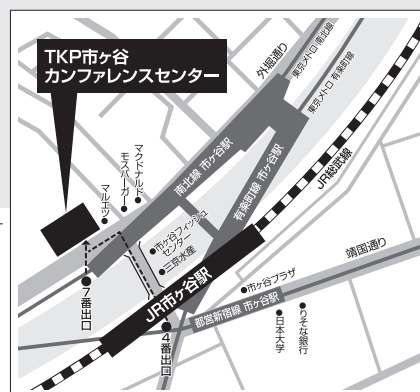 TKP市ヶ谷
カンファレンスセンター
外堀通り
東京メトロ 南北線
東京メトロ 有楽町線
マクドナルド
モスバーガー
マルエツ
南北線 市ヶ谷駅
有楽町線 市ヶ谷駅
JR総武線
市ヶ谷フィッシュ
センター
三京水産
靖国通り
JR市ヶ谷駅
市ヶ谷プラザ
7番出口
都営新宿線 市ヶ谷駅
りそな銀行
日本大学
4番出口